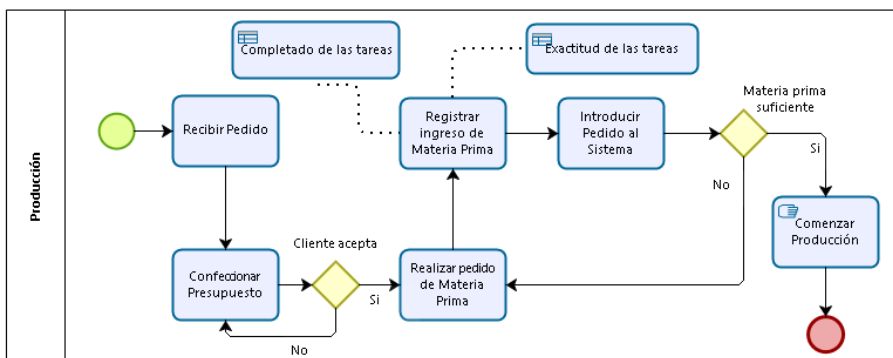 Producción
Completado de las tareas
Exactitud de las tareas
Recibir Pedido
Registrar
ingreso de
Materia Prima
Introducir
Pedido al
Sistema
Materia prima
suficiente
Si
No
Comenzar
Producción
Confeccionar
Presupuesto
Cliente acepta
Si
No
Realizar pedido
de Materia
Prima